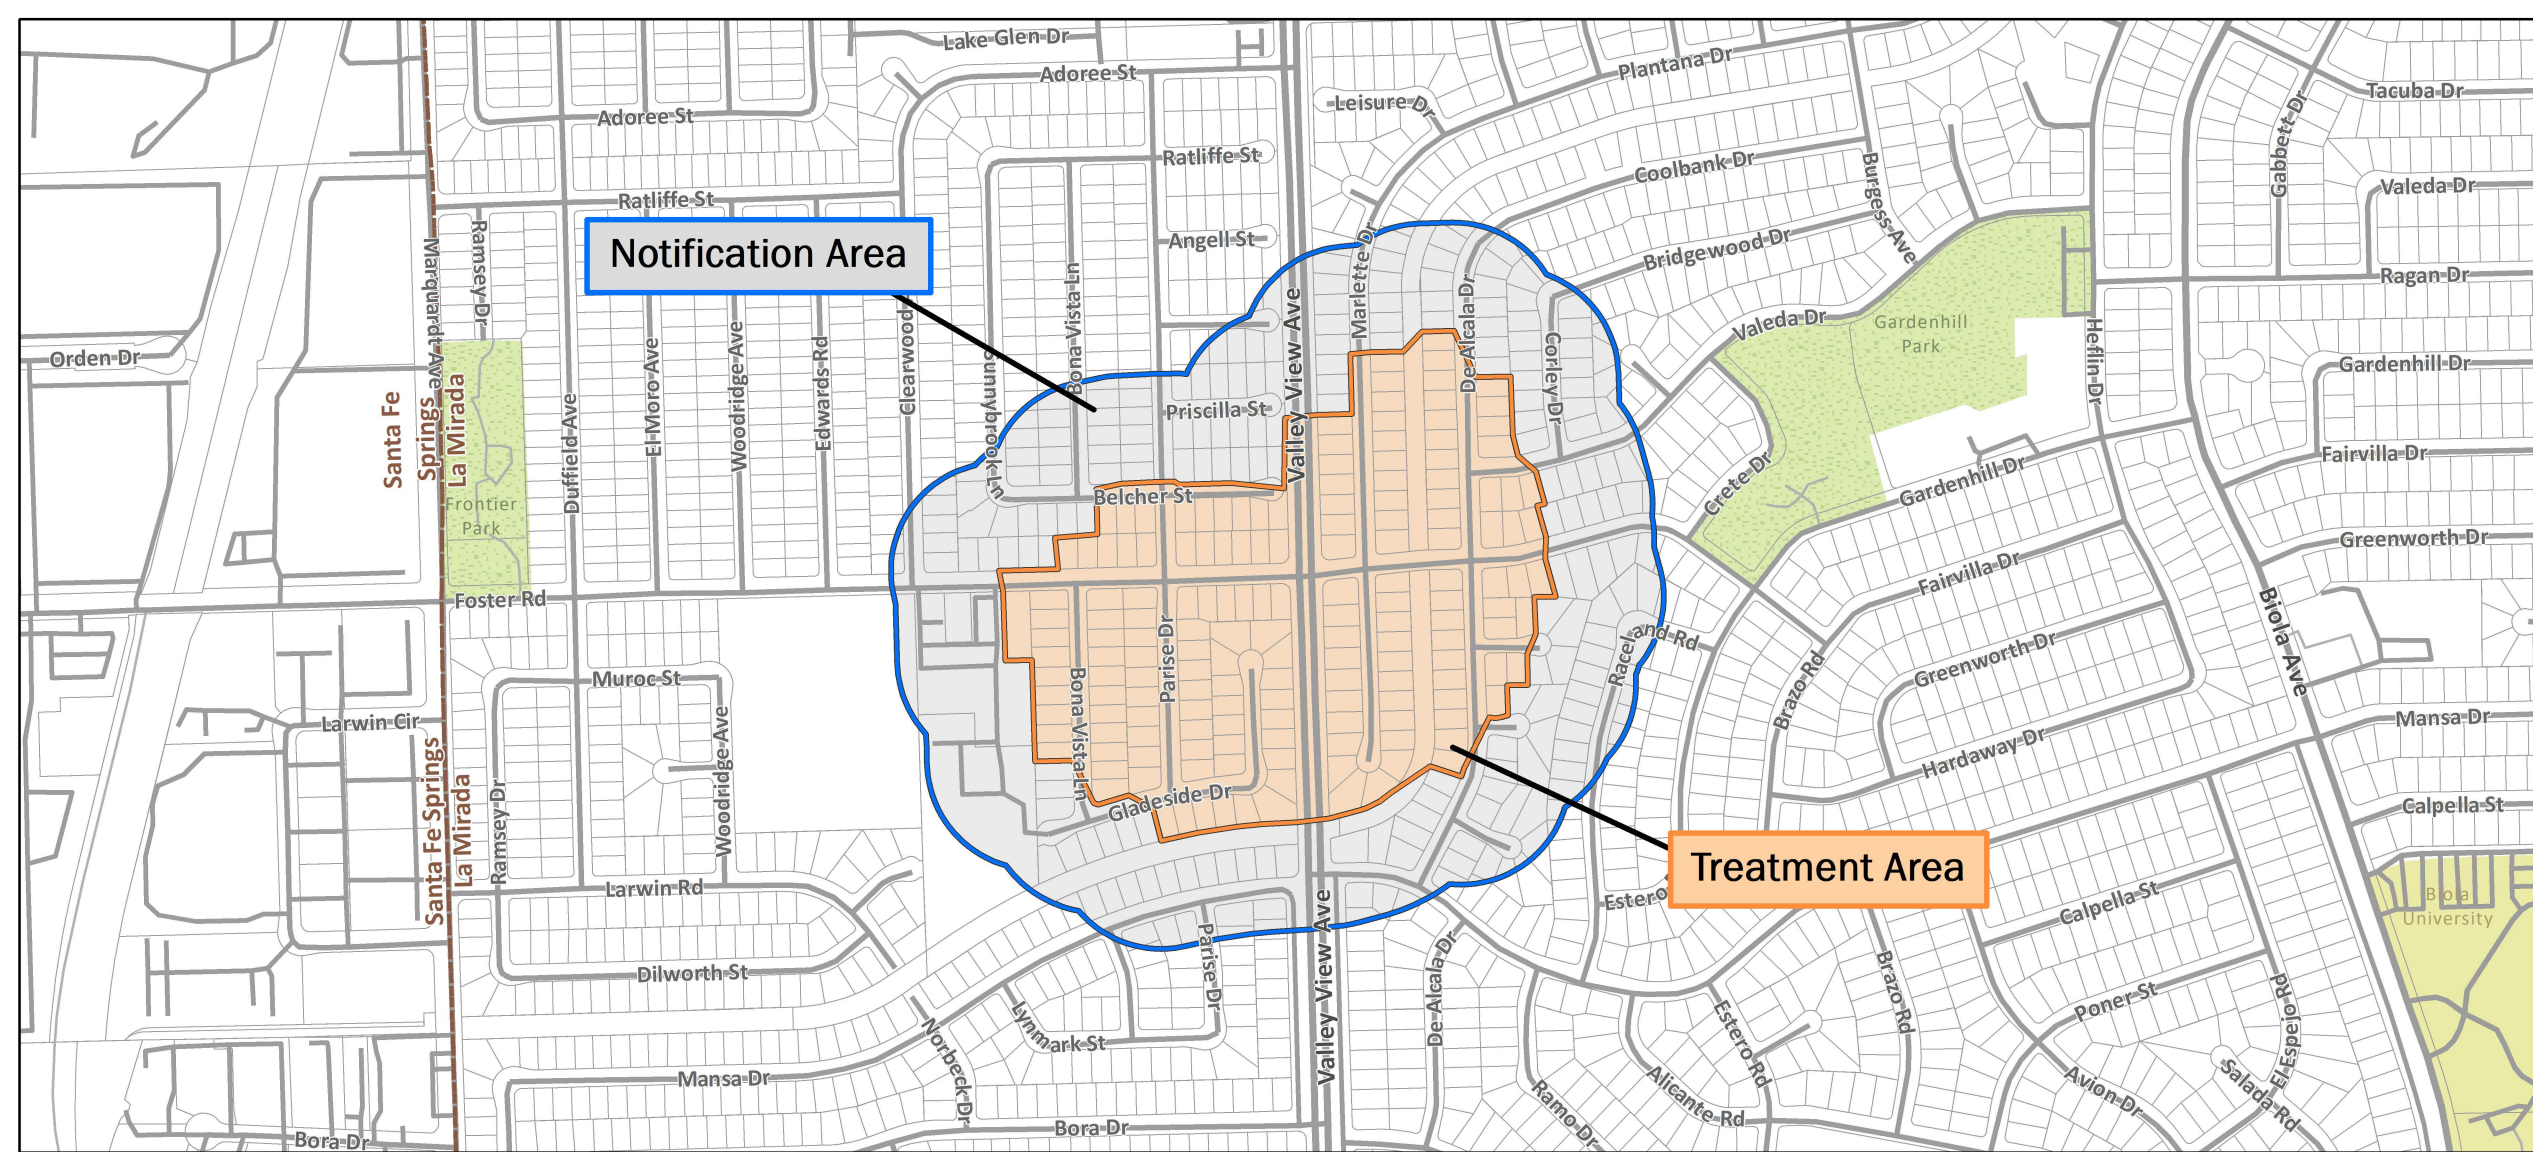 Lake Glen Dr
Adoree St
Plantana Dr
Tacuba Dr
Leisure Dr
Gabbett Dr
Adoree St
Ratliffe St
Coolbank Dr
Burgess Ave
Valeda Dr
Ratliffe St
Ramsey Dr
Marquardt Ave
Notification Area
Angell St
Marlette Dr
Bridgewood Dr
Ragan Dr
Bona Vista Ln
Valley View Ave
De Alcala Dr
Valeda Dr
Gardenhill
Park
Heflin Dr
Orden Dr
El Moro Ave
Woodridge Ave
Edwards Rd
Clearwood
Sunnybrook Ln
Corley Dr
Gardenhill Dr
Santa Fe
Springs
La Mirada
Duffield Ave
Priscilla St
Crete Dr
Gardenhill Dr
Fairvilla Dr
Frontier
Park
Belcher St
Greenworth Dr
Foster Rd
Fairvilla Dr
Biola Ave
Parise Dr
Raceland Rd
Greenworth Dr
Muroc St
Bona Vista Ln
Brazo Rd
Larwin Cir
Woodridge Ave
Hardaway Dr
Mansa Dr
Santa Fe Springs
La Mirada
Ramsey Dr
Gladeside Dr
Calpella St
Treatment Area
Larwin Rd
Estero
Calpella St
Biola
University
Valley View Ave
Parise Dr
De Alcala Dr
Dilworth St
Brazo Rd
Poner St
El Espejo Rd
Lynmark St
Norbeck Dr
Estero Rd
Mansa Dr
Ramo Dr
Alicante Rd
Avion Dr
Salada Rd
Bora Dr
Bora Dr